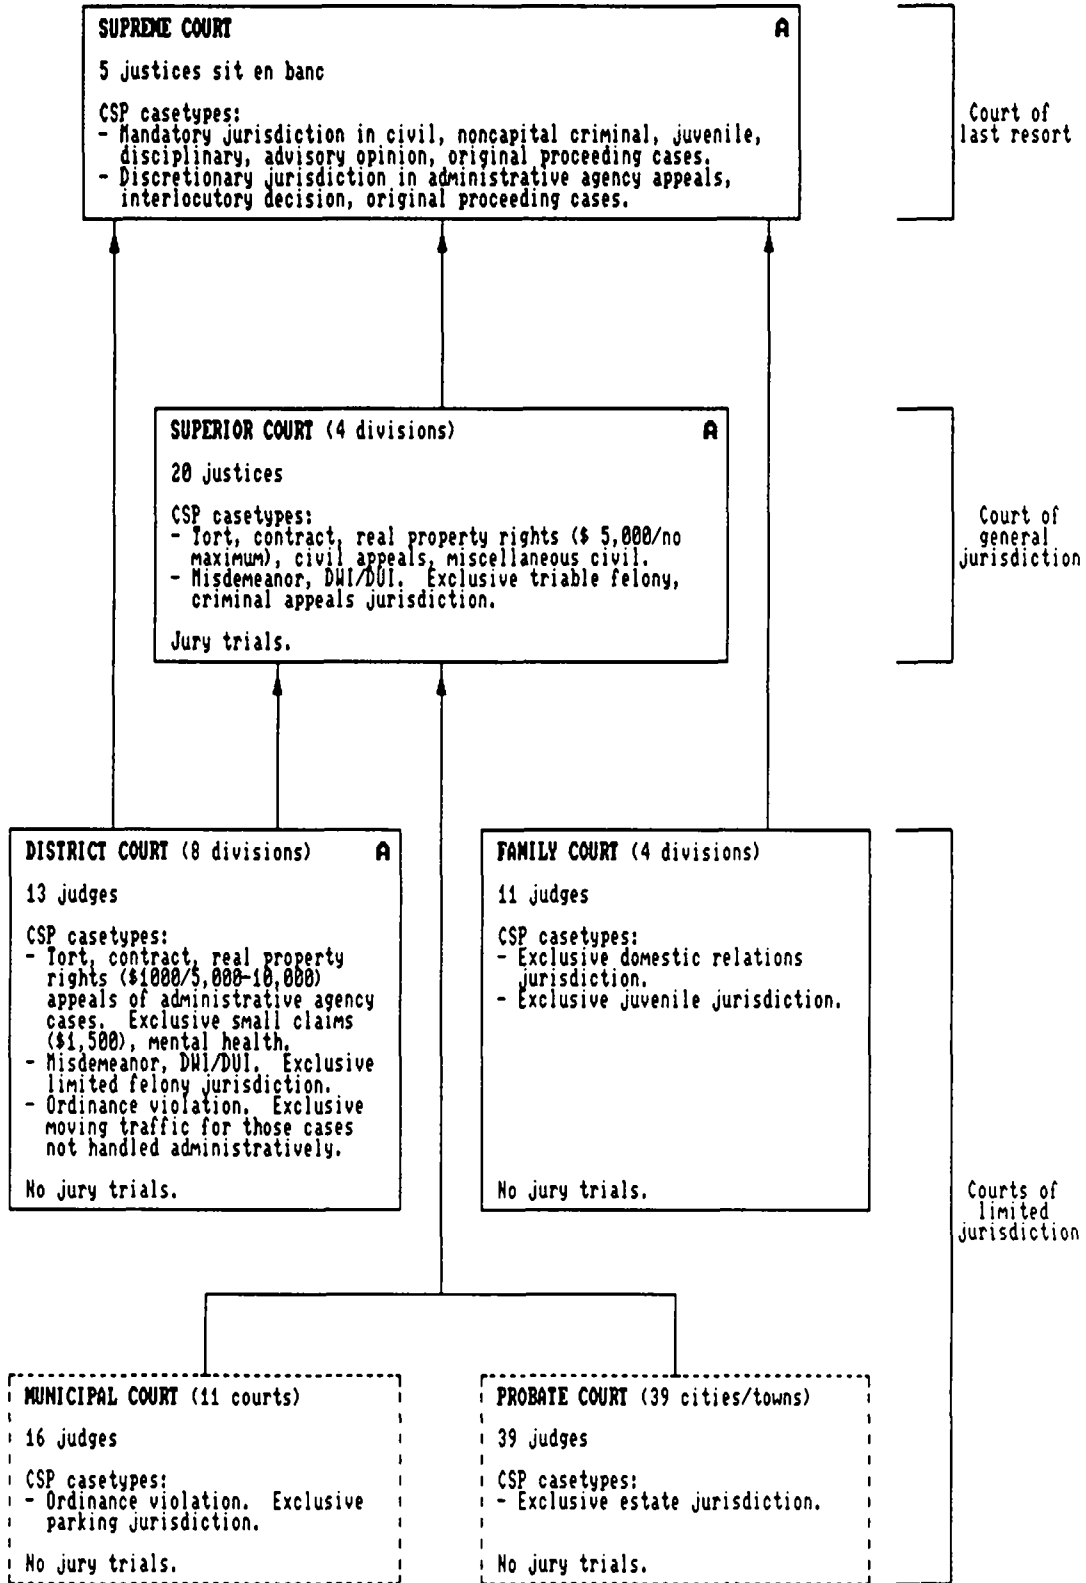 SUPREME COURT A
5 justices sit en banc
CSP casetypes:
- Mandatory jurisdiction in civil, noncapital criminal, juvenile,
disciplinary, advisory opinion, original proceeding cases.
- Discretionary jurisdiction in administrative agency appeals,
interlocutory decision, original proceeding cases.
Court of
last resort
SUPERIOR COURT (4 divisions) A
20 justices
CSP casetypes:
- Tort, contract, real property rights ($ 5,000/no
maximum), civil appeals, miscellaneous civil.
- Misdemeanor, DWI/DUI. Exclusive triable felony,
criminal appeals jurisdiction.
Jury trials.
Court of
general
jurisdiction
DISTRICT COURT (8 divisions) A
13 judges
CSP casetypes:
- Tort, contract, real property
rights ($1000/5,000-10,000)
appeals of administrative agency
cases. Exclusive small claims
($1,500), mental health.
- Misdemeanor, DWI/DUI. Exclusive
limited felony jurisdiction.
- Ordinance violation. Exclusive
moving traffic for those cases
not handled administratively.
No jury trials.
FAMILY COURT (4 divisions)
11 judges
CSP casetypes:
- Exclusive domestic relations
jurisdiction.
- Exclusive juvenile jurisdiction.
No jury trials.
Courts of
limited
jurisdiction
MUNICIPAL COURT (11 courts)
16 judges
CSP casetypes:
- Ordinance violation. Exclusive
parking jurisdiction.
No jury trials.
PROBATE COURT (39 cities/towns)
39 judges
CSP casetypes:
- Exclusive estate jurisdiction.
No jury trials.